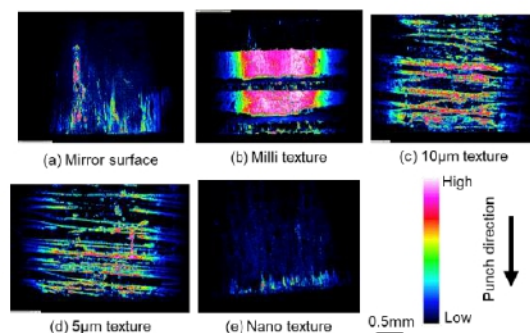 (a) Mirror surface
(b) Milli texture
(c) 10μm texture
(d) 5μm texture
(e) Nano texture
High
Low
0.5mm
Punch direction